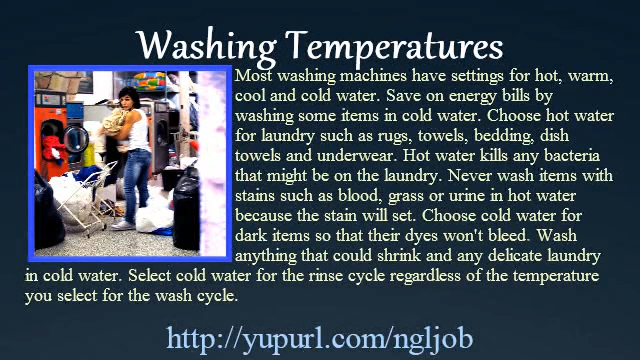 Washing Temperatures
Most washing machines have settings for hot, warm,
cool and cold water. Save on energy bills by
washing some items in cold water. Choose hot water
for laundry such as rugs, towels, bedding, dish
towels and underwear. Hot water kills any bacteria
that might be on the laundry. Never wash items with
stains such as blood, grass or urine in hot water
because the stain will set. Choose cold water for
dark items so that their dyes won't bleed. Wash
anything that could shrink and any delicate laundry
in cold water. Select cold water for the rinse cycle regardless of the temperature
you select for the wash cycle.
http://yupurl.com/ngljob